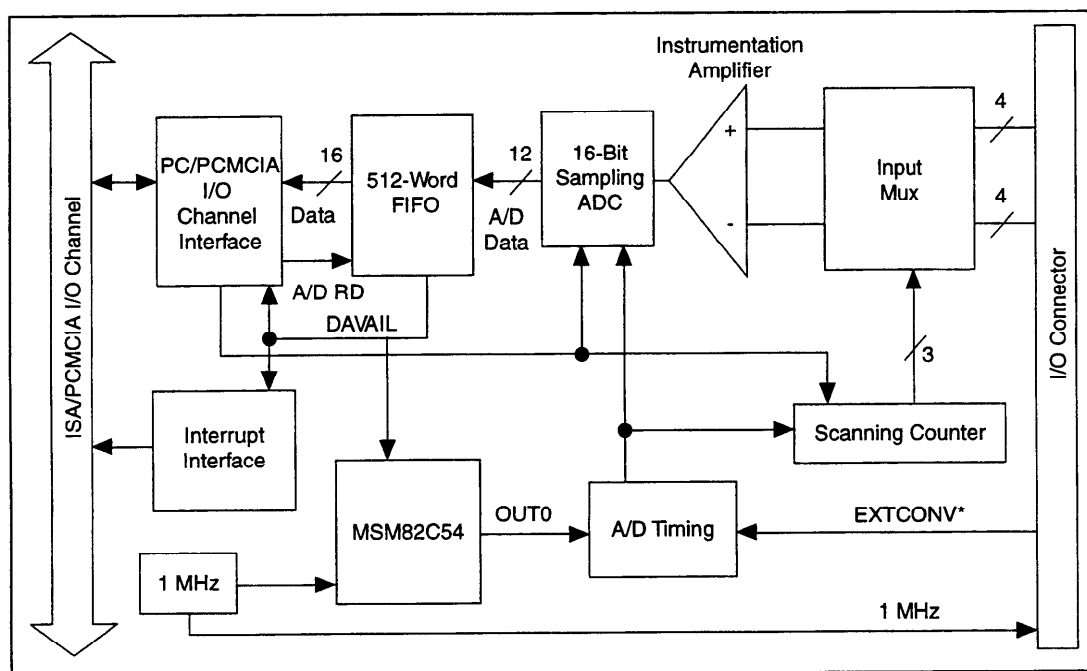 Instrumentation
Amplifier
ISA/PCMCIA I/O Channel
PC/PCMCIA
I/O
Channel
Interface
16
Data
A/D RD
512-Word
FIFO
12
A/D
Data
16-Bit
Sampling
ADC
+
-
Input
Mux
4
4
I/O Connector
DAVAIL
3
Interrupt
Interface
Scanning Counter
MSM82C54
OUT0
A/D Timing
EXTCONV*
1 MHz
1 MHz